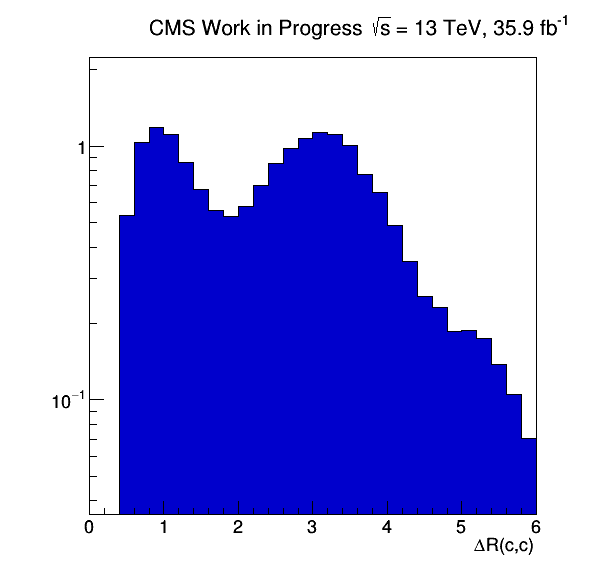 CMS Work in Progress √s = 13 TeV, 35.9 fb⁻¹
1
10⁻¹
0 1 2 3 4 5 6
ΔR(c,c)